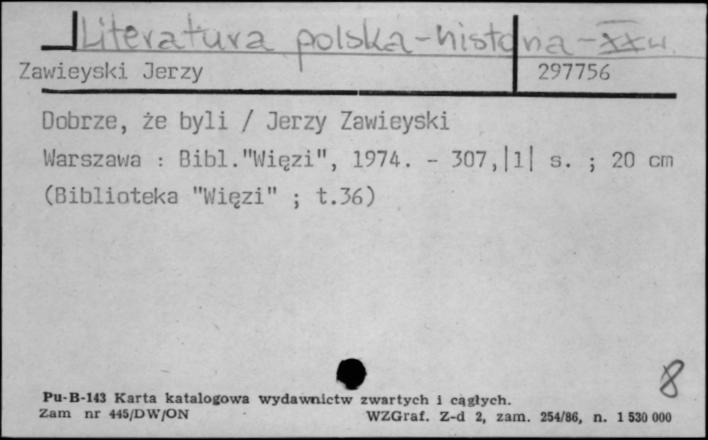 Literatura polska-historia-XX w.
Zawieyski Jerzy 297756
Dobrze, że byli / Jerzy Zawieyski
Warszawa : Bibl."Więzi", 1974. - 307,|1| s. ; 20 cm
(Biblioteka "Więzi" ; t.36)
8
Pu-B-143 Karta katalogowa wydawnictw zwartych i ciągłych.
Zam nr 445/DW/ON WZGraf. Z-d 2, zam. 254/86, n. 1 530 000